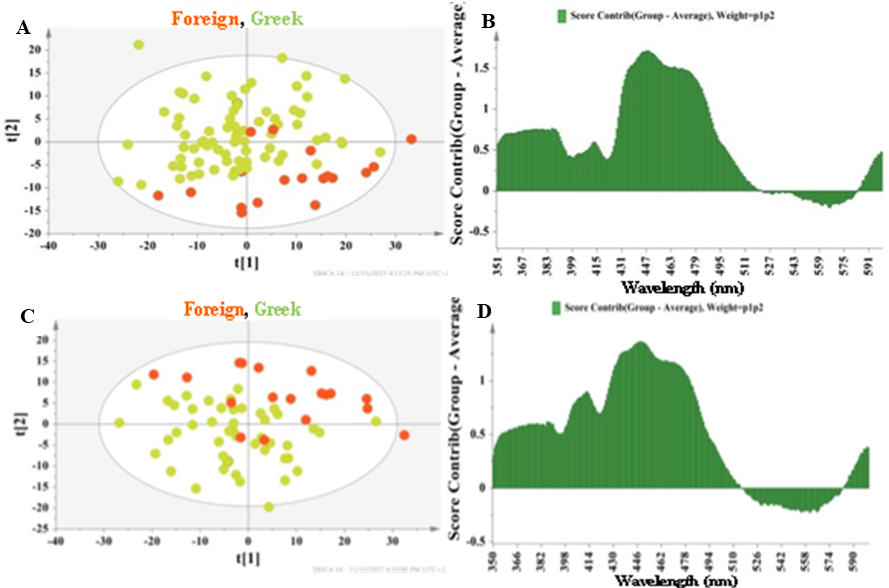 A
Foreign, Greek
t[2]
20
15
10
5
0
-5
-10
-15
-20
-40 -30 -20 -10 0 10 20 30
t[1]
B
Score Contrib(Group - Average), Weight=p1p2
Score Contrib(Group - Average)
1.5
1
0.5
0
-0.5
351 367 383 399 415 431 447 463 479 495 511 527 543 559 575 591
Wavelength (nm)
C
Foreign, Greek
t[2]
20
15
10
5
0
-5
-10
-15
-20
-25
-40 -30 -20 -10 0 10 20 30 40
t[1]
D
Score Contrib(Group - Average), Weight=p1p2
Score Contrib(Group - Average
1
0.5
0
-0.5
350 366 382 398 414 430 446 462 478 494 510 526 542 558 574 590
Wavelength (nm)